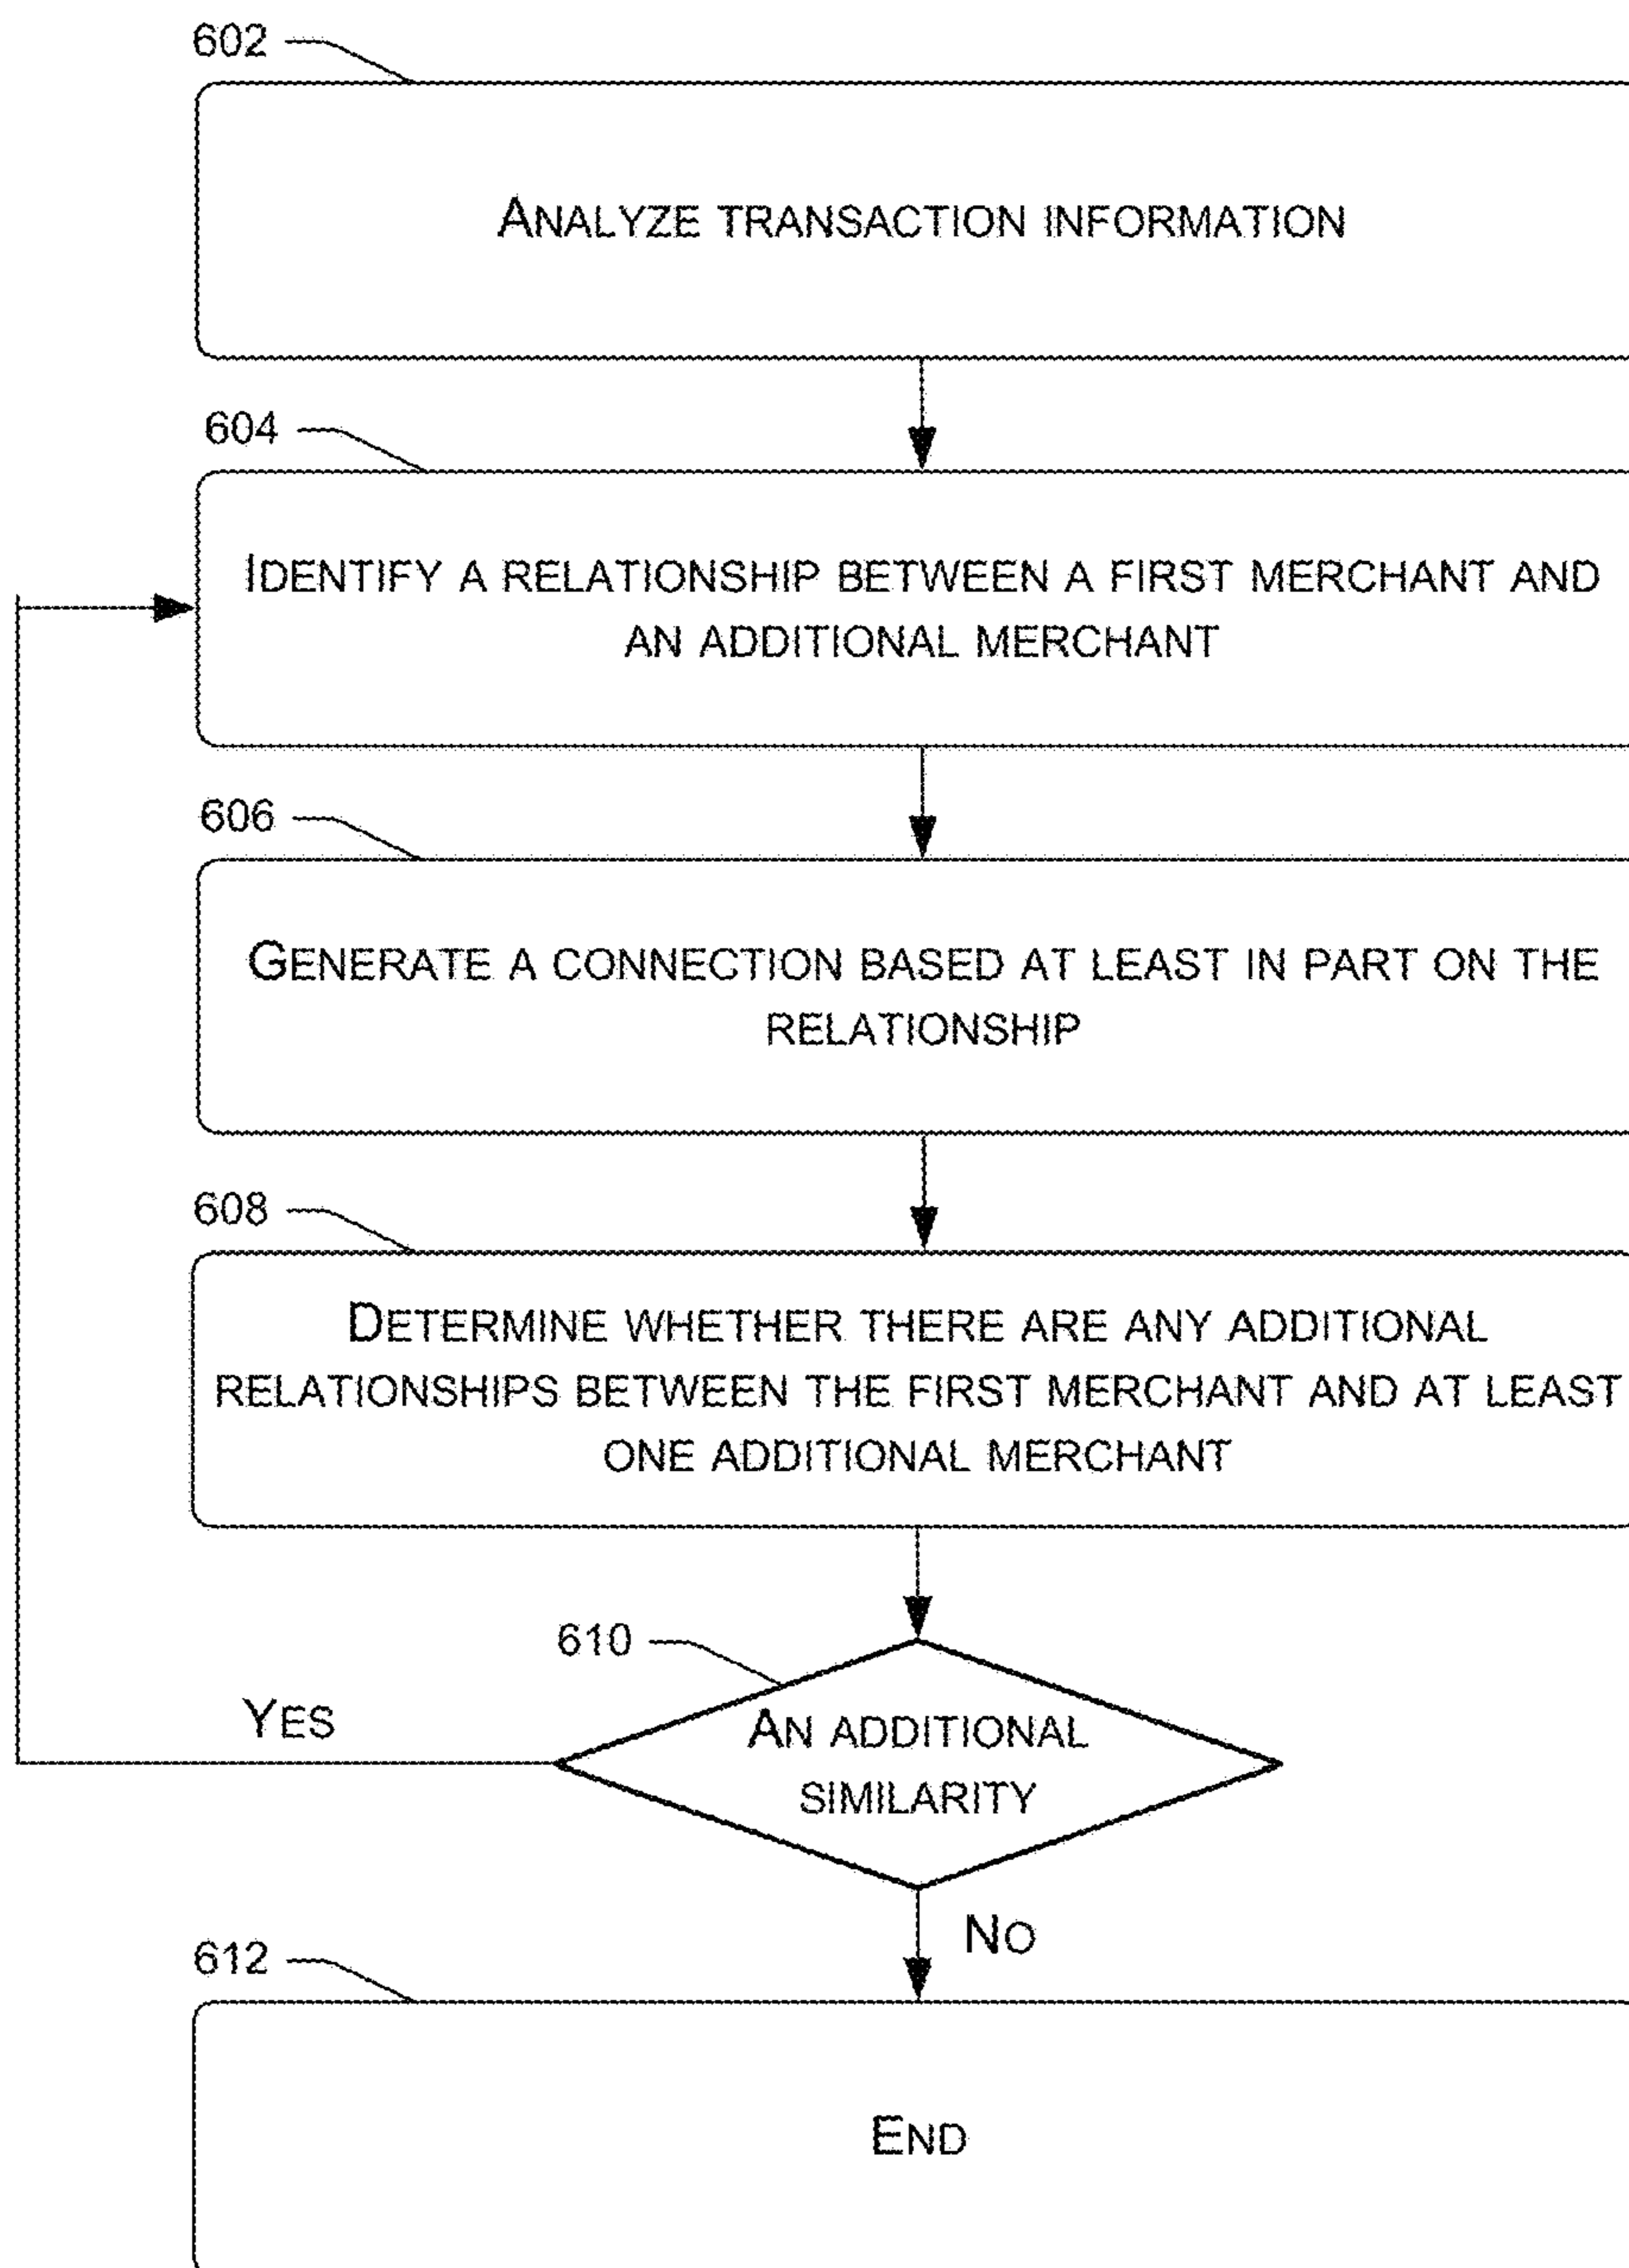 602
ANALYZE TRANSACTION INFORMATION
604
IDENTIFY A RELATIONSHIP BETWEEN A FIRST MERCHANT AND
AN ADDITIONAL MERCHANT
606
GENERATE A CONNECTION BASED AT LEAST IN PART ON THE
RELATIONSHIP
608
DETERMINE WHETHER THERE ARE ANY ADDITIONAL
RELATIONSHIPS BETWEEN THE FIRST MERCHANT AND AT LEAST
ONE ADDITIONAL MERCHANT
610
YES
AN ADDITIONAL
SIMILARITY
NO
612
END